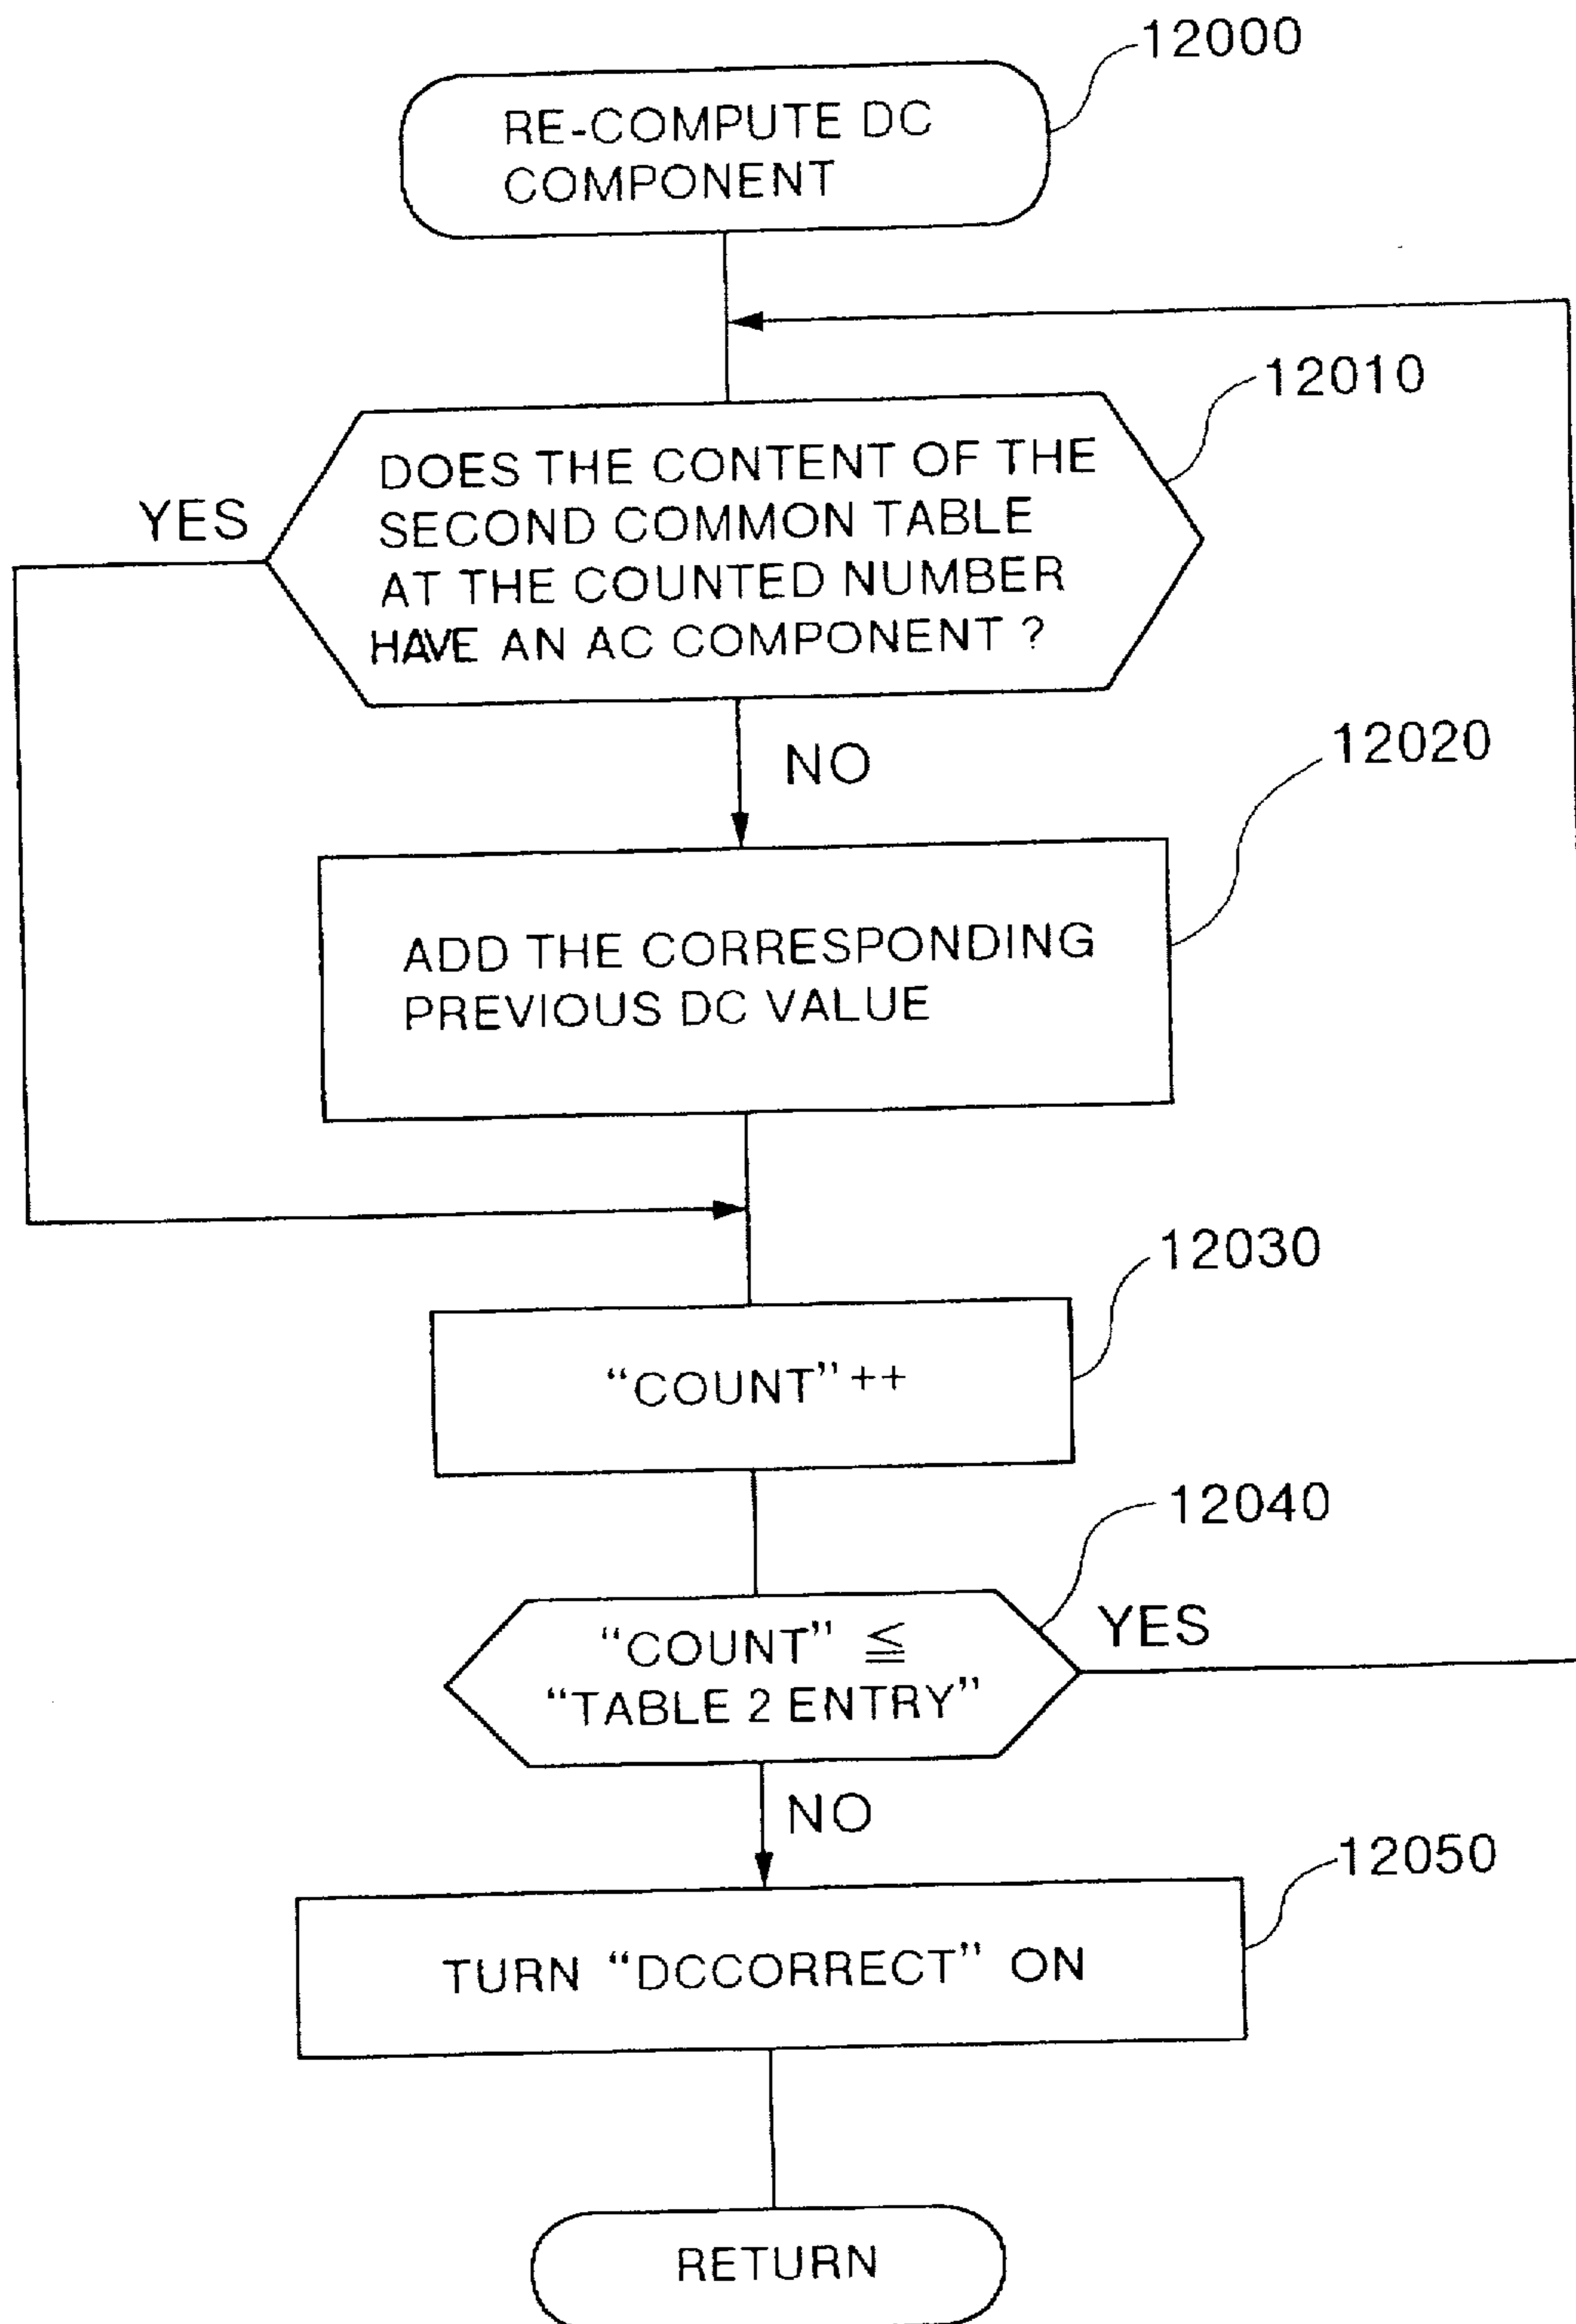 12000
RE-COMPUTE DC
COMPONENT
12010
DOES THE CONTENT OF THE
SECOND COMMON TABLE
AT THE COUNTED NUMBER
HAVE AN AC COMPONENT ?
YES
NO
12020
ADD THE CORRESPONDING
PREVIOUS DC VALUE
12030
“COUNT”++
12040
“COUNT” ≦
“TABLE 2 ENTRY”
YES
NO
12050
TURN “DCCORRECT” ON
RETURN